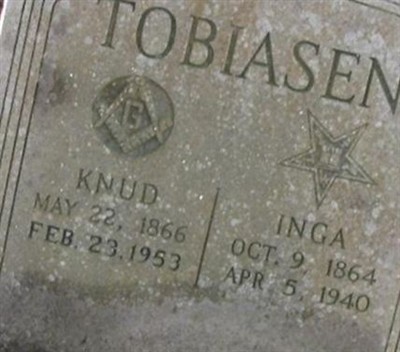 TOBIASEN
G
KNUD
MAY 22, 1866
FEB. 23, 1953
INGA
OCT. 9, 1864
APR 5, 1940